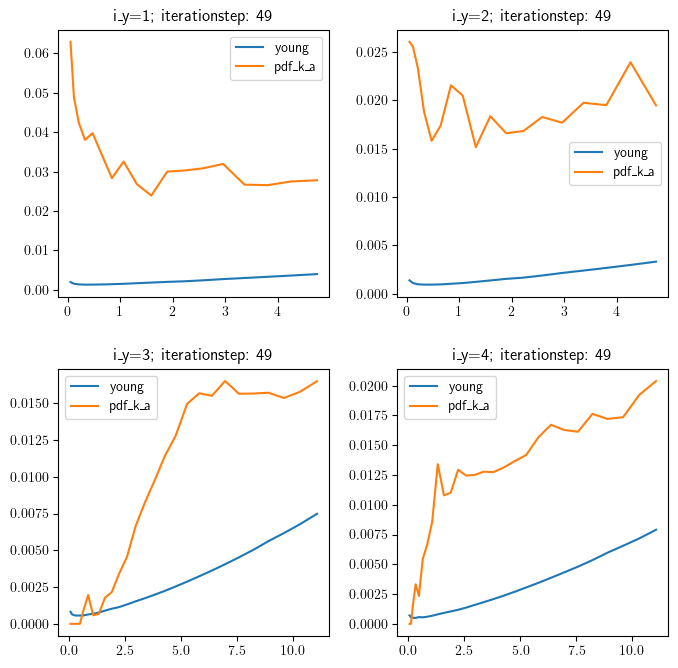 i_y=1; iterationstep: 49
0.06
0.05
0.04
0.03
0.02
0.01
0.00
0 1 2 3 4
young
pdf_k_a
i_y=2; iterationstep: 49
0.025
0.020
0.015
0.010
0.005
0.000
0 1 2 3 4
young
pdf_k_a
i_y=3; iterationstep: 49
0.0150
0.0125
0.0100
0.0075
0.0050
0.0025
0.0000
0.0 2.5 5.0 7.5 10.0
young
pdf_k_a
i_y=4; iterationstep: 49
0.0200
0.0175
0.0150
0.0125
0.0100
0.0075
0.0050
0.0025
0.0000
0.0 2.5 5.0 7.5 10.0
young
pdf_k_a